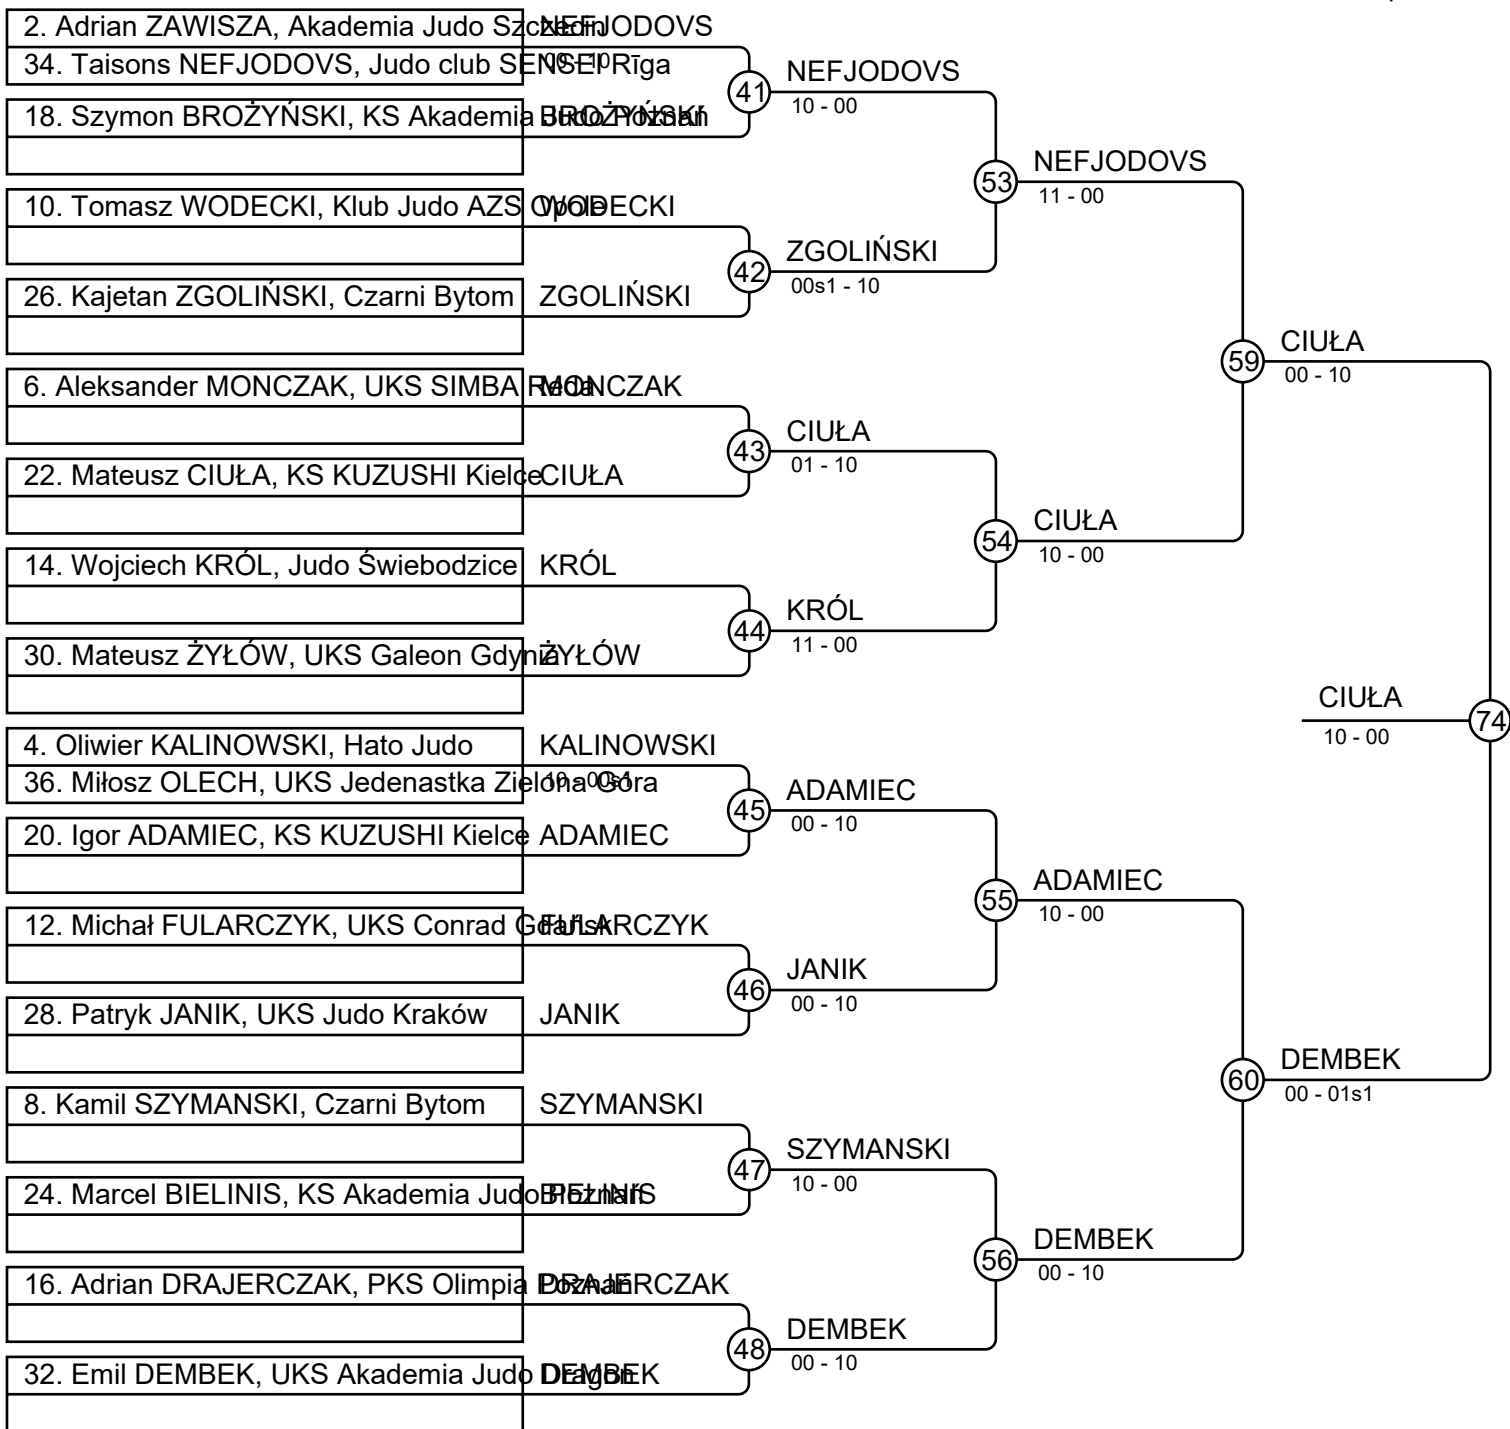 2. Adrian ZAWISZA, Akademia Judo Szczecin
NEFJODOVS
34. Taisons NEFJODOVS, Judo club SENSEI Rīga
00 - 10
41
NEFJODOVS
10 - 00
18. Szymon BROŻYŃSKI, KS Akademia Judo Poznań
BROŻYŃSKI
53
NEFJODOVS
11 - 00
10. Tomasz WODECKI, Klub Judo AZS Opole
WODECKI
42
ZGOLIŃSKI
00s1 - 10
26. Kajetan ZGOLIŃSKI, Czarni Bytom
ZGOLIŃSKI
59
CIUŁA
00 - 10
6. Aleksander MONCZAK, UKS SIMBA Reda
MONCZAK
43
CIUŁA
01 - 10
22. Mateusz CIUŁA, KS KUZUSHI Kielce
CIUŁA
54
CIUŁA
10 - 00
14. Wojciech KRÓL, Judo Świebodzice
KRÓL
44
KRÓL
11 - 00
30. Mateusz ŻYŁÓW, UKS Galeon Gdynia
ŻYŁÓW
CIUŁA
74
10 - 00
4. Oliwier KALINOWSKI, Hato Judo
KALINOWSKI
36. Miłosz OLECH, UKS Jedenastka Zielona Góra
10 - 00s1
45
ADAMIEC
00 - 10
20. Igor ADAMIEC, KS KUZUSHI Kielce
ADAMIEC
55
ADAMIEC
10 - 00
12. Michał FULARCZYK, UKS Conrad Gdańsk
FULARCZYK
46
JANIK
00 - 10
28. Patryk JANIK, UKS Judo Kraków
JANIK
60
DEMBEK
00 - 01s1
8. Kamil SZYMANSKI, Czarni Bytom
SZYMANSKI
47
SZYMANSKI
10 - 00
24. Marcel BIELINIS, KS Akademia Judo Poznań
BIELINIS
56
DEMBEK
00 - 10
16. Adrian DRAJERCZAK, PKS Olimpia Poznań
DRAJERCZAK
48
DEMBEK
00 - 10
32. Emil DEMBEK, UKS Akademia Judo Dragon
DEMBEK